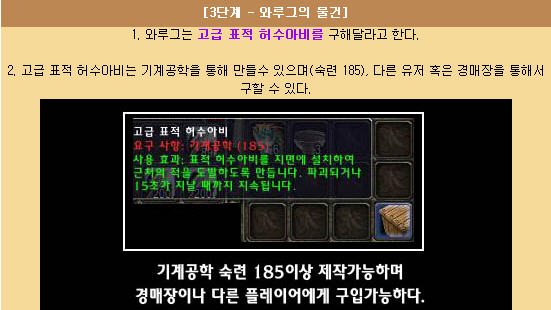 [3단계 - 와루그의 물건]
1. 와루그는 고급 표적 허수아비를 구해달라고 한다.
2. 고급 표적 허수아비는 기계공학을 통해 만들수 있으며(숙련 185), 다른 유저 혹은 경매장을 통해서
구할 수 있다.
고급 표적 허수아비
요구 사항: 기계공학 (185)
사용 효과: 표적 허수아비를 지면에 설치하여
근처의 적을 도발하도록 만듭니다. 파괴되거나
15초가 지날 때까지 지속됩니다.
기계공학 숙련 185이상 제작가능하며
경매장이나 다른 플레이어에게 구입가능하다.